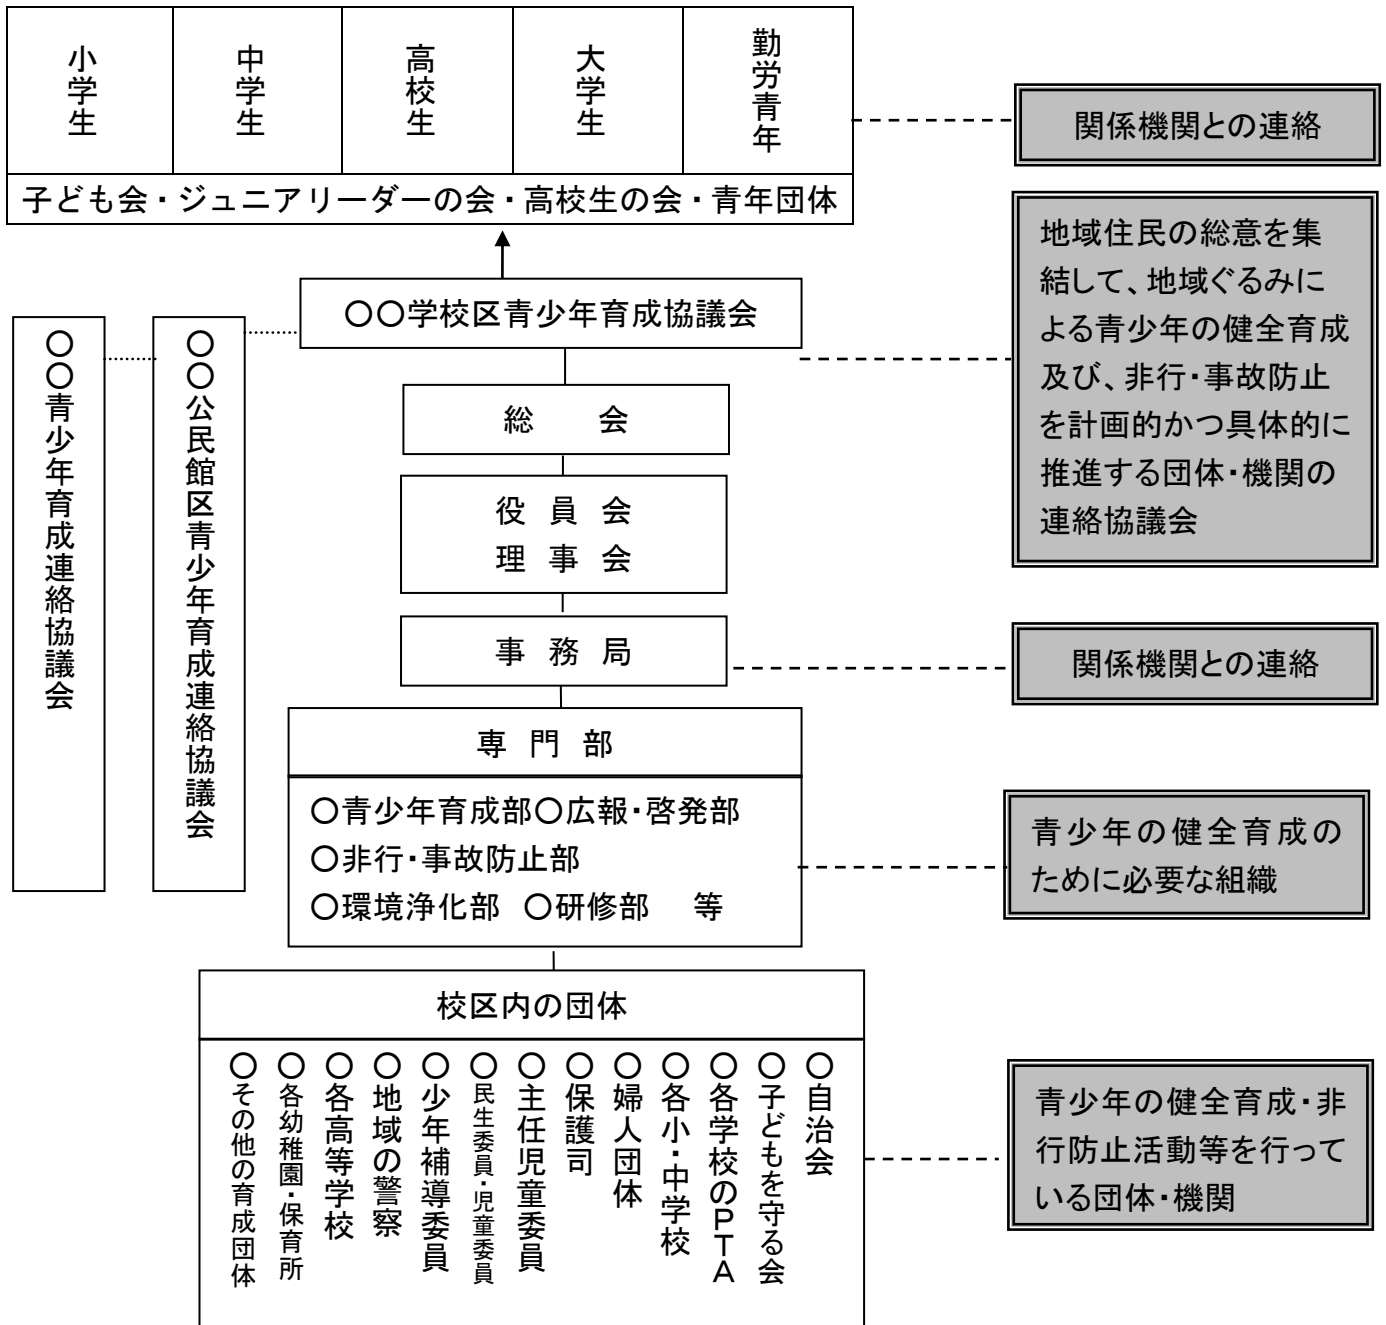 小学生
中学生
高校生
大学生
勤労青年
子ども会・ジュニアリーダーの会・高校生の会・青年団体
関係機関との連絡
〇〇学校区青少年育成協議会
地域住民の総意を集
結して、地域ぐるみに
よる青少年の健全育成
及び、非行・事故防止
を計画的かつ具体的に
推進する団体・機関の
連絡協議会
〇〇青少年育成連絡協議会
〇〇公民館区青少年育成連絡協議会
総 会
役 員 会
理 事 会
事 務 局
関係機関との連絡
専 門 部
〇青少年育成部〇広報・啓発部
〇非行・事故防止部
〇環境浄化部 〇研修部 等
青少年の健全育成の
ために必要な組織
校区内の団体
〇自治会
〇子どもを守る会
〇各学校のPTA
〇各小・中学校
〇婦人団体
〇保護司
〇主任児童委員
〇民生委員・児童委員
〇少年補導委員
〇地域の警察
〇各高等学校
〇各幼稚園・保育所
〇その他の育成団体
青少年の健全育成・非
行防止活動等を行って
いる団体・機関